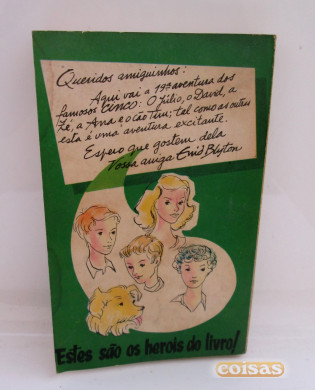 Queridos amiguinhos:
Aqui vai a 19ª aventura dos
famosos CINCO: O Júlio, o David, a
Zé, a Ana e o cão Tim; tal como as outras
esta é uma aventura excitante.
Espero que gostem dela
Vossa amiga Enid Blyton
Estes são os herois do livro!
coisas